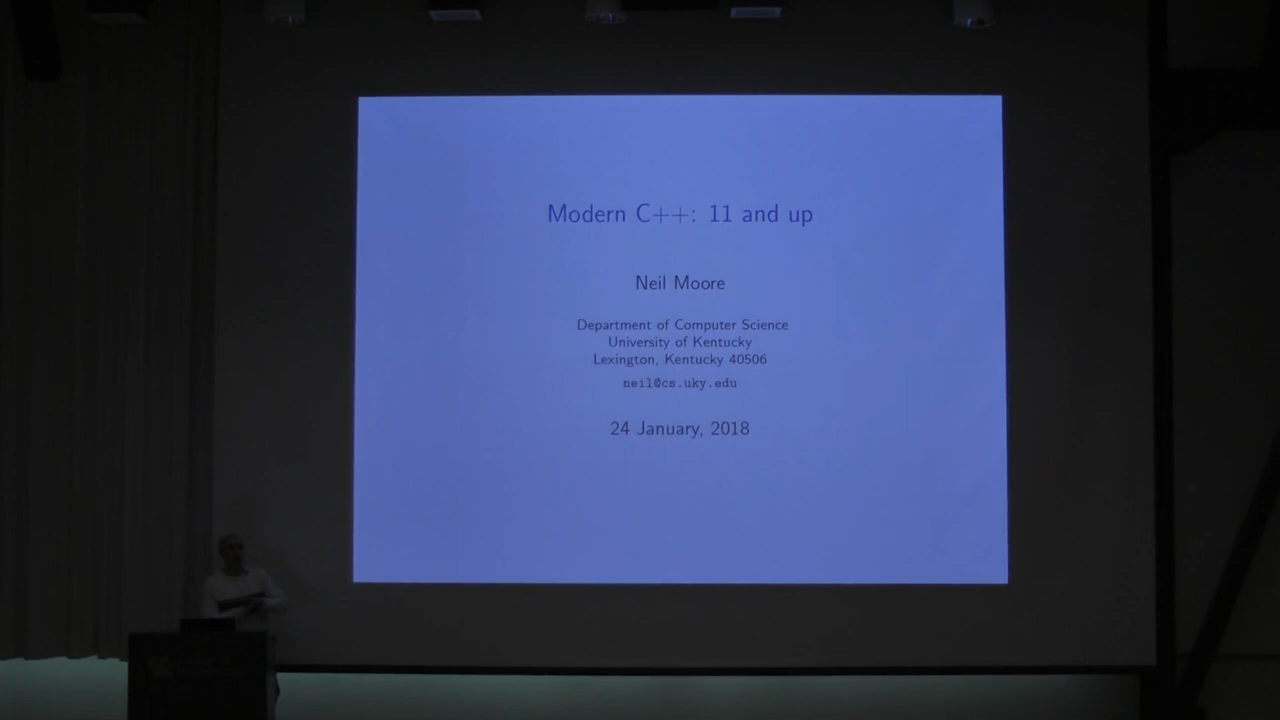 Modern C++: 11 and up
Neil Moore
Department of Computer Science
University of Kentucky
Lexington, Kentucky 40506
neil@cs.uky.edu
24 January, 2018